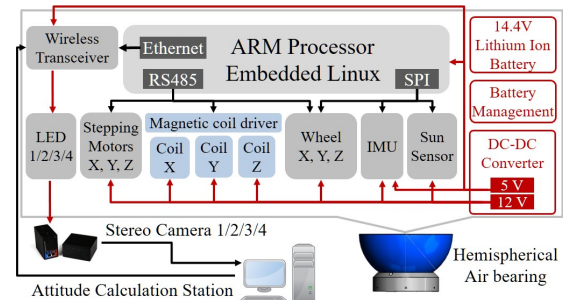 Wireless
Transceiver
Ethernet
ARM Processor
Embedded Linux
RS485
SPI
14.4V
Lithium Ion
Battery
Battery
Management
DC-DC
Converter
5 V
12 V
LED
1/2/3/4
Stepping
Motors
X, Y, Z
Magnetic coil driver
Coil
X
Coil
Y
Coil
Z
Wheel
X, Y, Z
IMU
Sun
Sensor
Stereo Camera 1/2/3/4
Attitude Calculation Station
Hemispherical
Air bearing